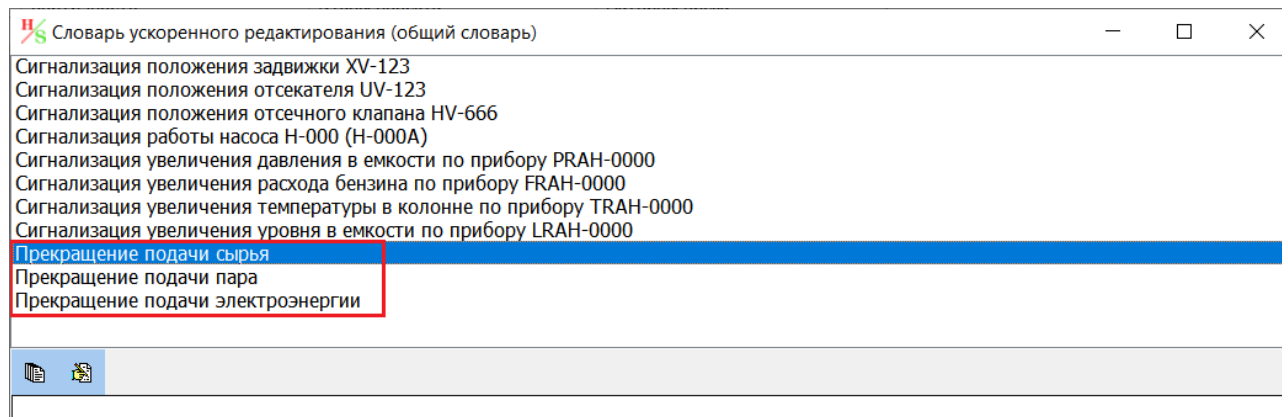 H/S Словарь ускоренного редактирования (общий словарь)
Сигнализация положения задвижки XV-123
Сигнализация положения отсекателя UV-123
Сигнализация положения отсечного клапана HV-666
Сигнализация работы насоса Н-000 (Н-000А)
Сигнализация увеличения давления в емкости по прибору PRAH-0000
Сигнализация увеличения расхода бензина по прибору FRAH-0000
Сигнализация увеличения температуры в колонне по прибору TRAH-0000
Сигнализация увеличения уровня в емкости по прибору LRAH-0000
Прекращение подачи сырья
Прекращение подачи пара
Прекращение подачи электроэнергии